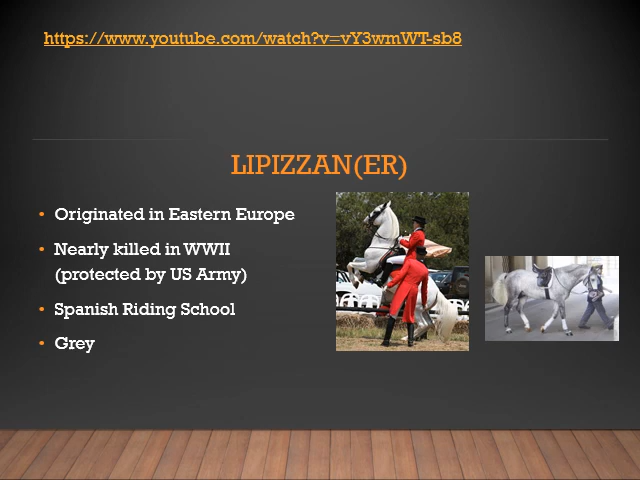 https://www.youtube.com/watch?v=vY3wmWT-sb8
LIPIZZAN(ER)
• Originated in Eastern Europe
• Nearly killed in WWII
(protected by US Army)
• Spanish Riding School
• Grey